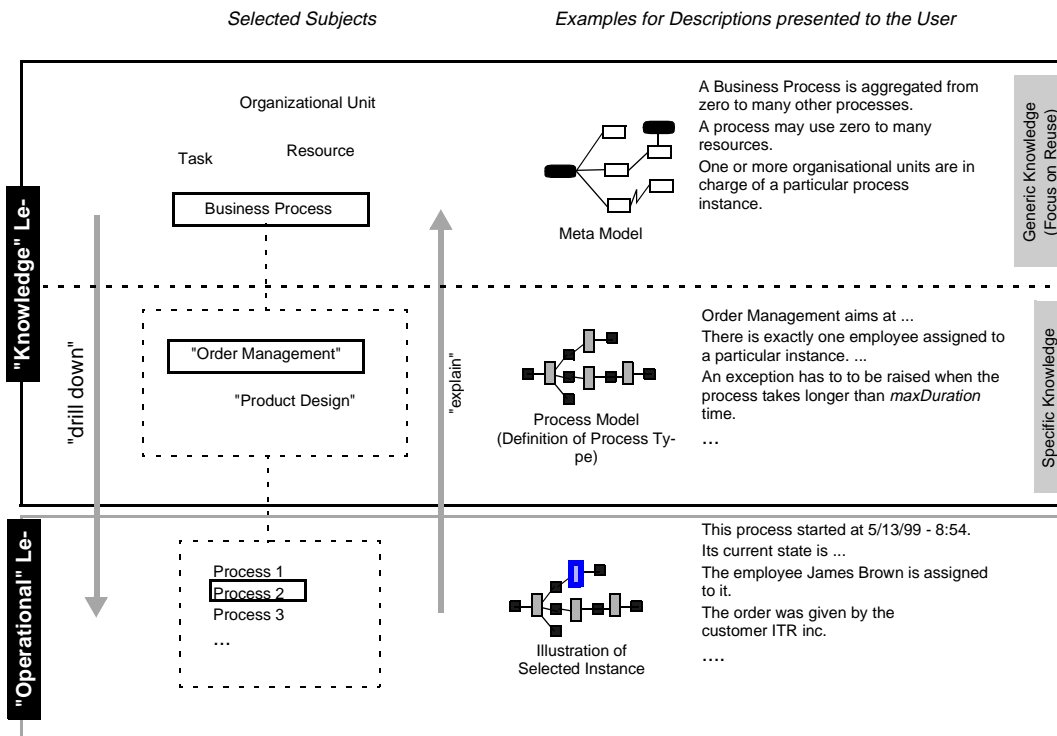 Selected Subjects
Examples for Descriptions presented to the User
"Knowledge" Le-
Organizational Unit
Task
Resource
Business Process
Meta Model
A Business Process is aggregated from
zero to many other processes.
A process may use zero to many
resources.
One or more organisational units are in
charge of a particular process
instance.
Generic Knowledge
(Focus on Reuse)
"drill down"
"explain"
"Order Management"
"Product Design"
Process Model
(Definition of Process Ty-
pe)
Order Management aims at ...
There is exactly one employee assigned to
a particular instance. ...
An exception has to to be raised when the
process takes longer than maxDuration
time.
...
Specific Knowledge
"Operational" Le-
Process 1
Process 2
Process 3
...
Illustration of
Selected Instance
This process started at 5/13/99 - 8:54.
Its current state is ...
The employee James Brown is assigned
to it.
The order was given by the
customer ITR inc.
....